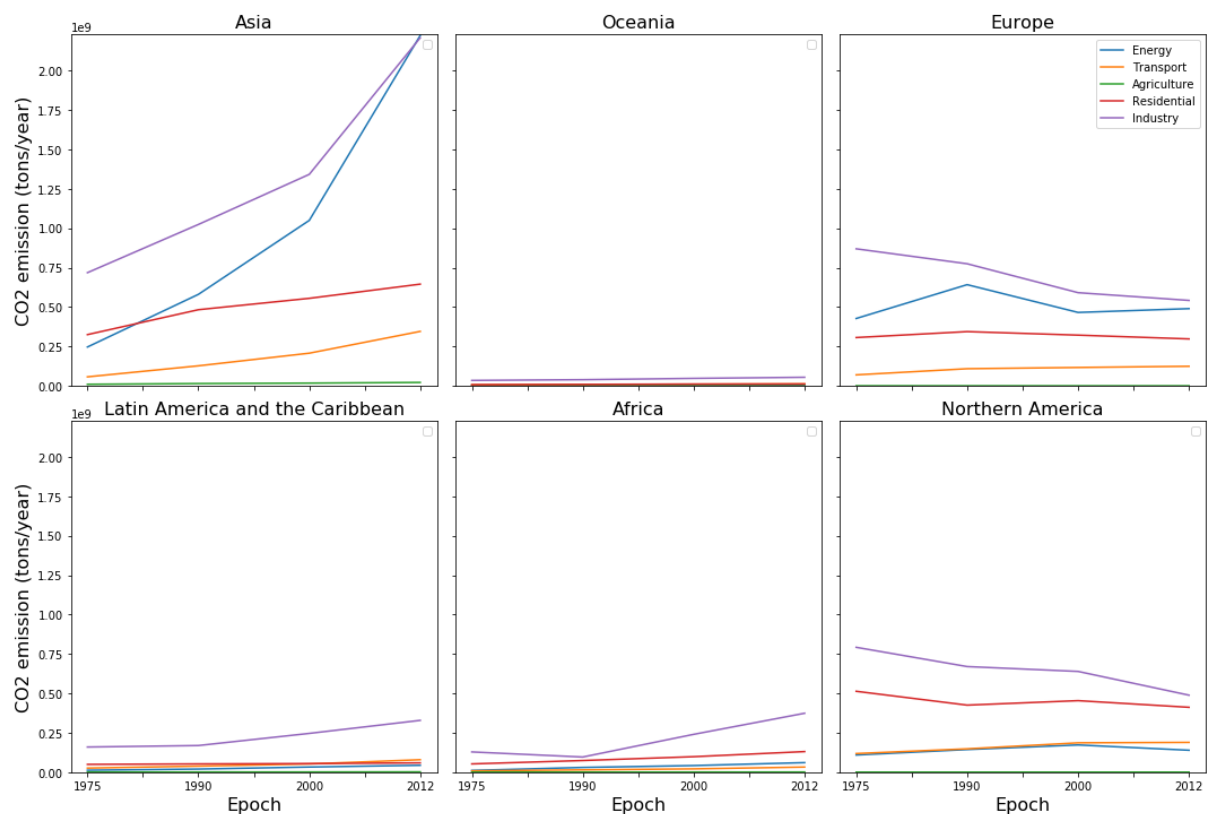 Asia
Oceania
Europe
1e9
CO2 emission (tons/year)
2.00
1.75
1.50
1.25
1.00
0.75
0.50
0.25
0.00
Energy
Transport
Agriculture
Residential
Industry
Latin America and the Caribbean
Africa
Northern America
1e9
CO2 emission (tons/year)
2.00
1.75
1.50
1.25
1.00
0.75
0.50
0.25
0.00
1975 1990 2000 2012
1975 1990 2000 2012
1975 1990 2000 2012
Epoch
Epoch
Epoch